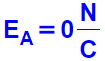 E_A = 0 N/C